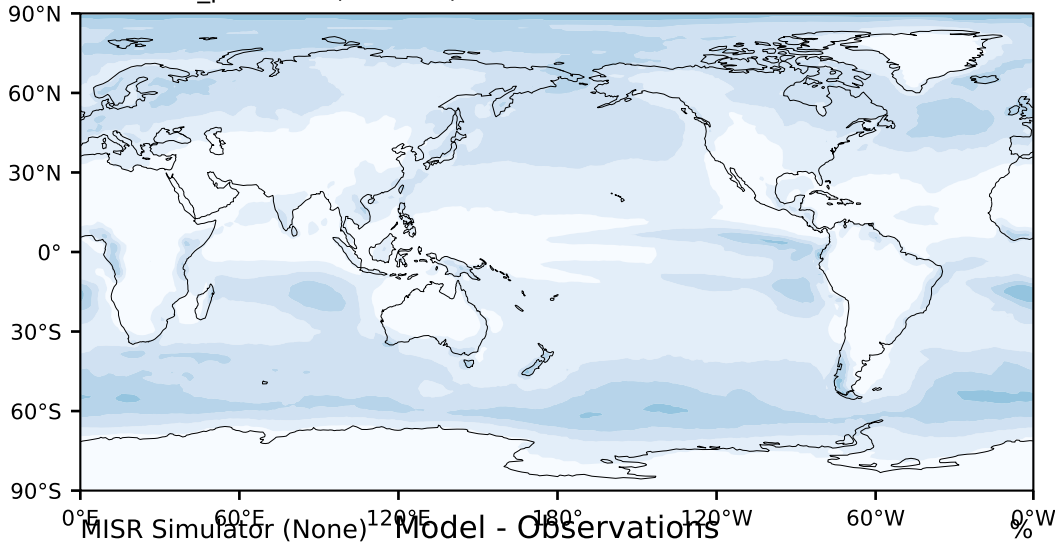 90°N
60°N
30°N
0°
30°S
60°S
90°S
0°E 60°E 120°E 180°W 120°W 60°W 0°W
MISR Simulator (None) Model - Observations %